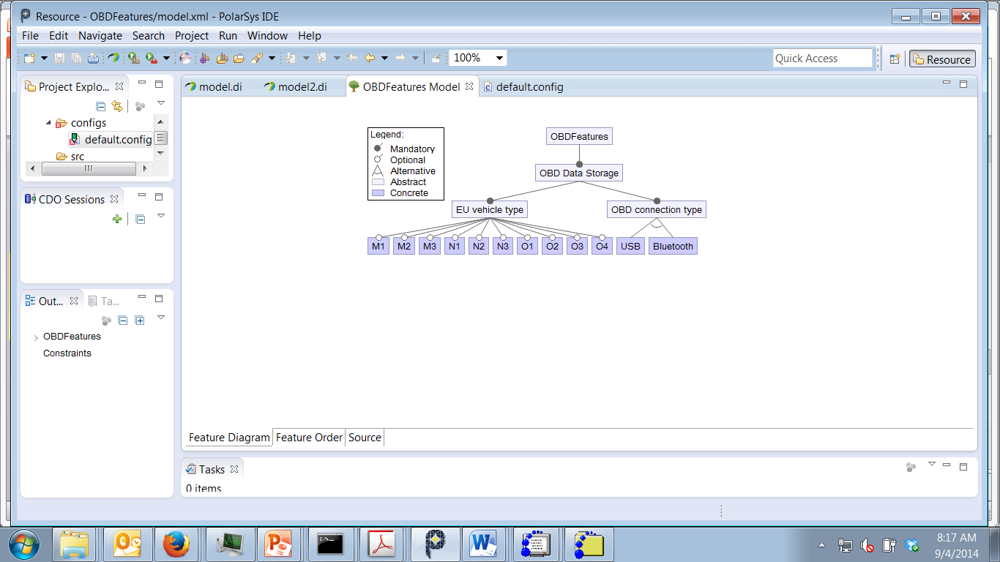 Resource - OBDFeatures/model.xml - PolarSys IDE
File Edit Navigate Search Project Run Window Help
100%
Quick Access
Resource
Project Explo...
configs
default.config
src
CDO Sessions
Out...
Ta...
OBDFeatures
Constraints
model.di
model2.di
OBDFeatures Model
default.config
Legend:
Mandatory
Optional
Alternative
Abstract
Concrete
OBDFeatures
OBD Data Storage
EU vehicle type
OBD connection type
M1 M2 M3 N1 N2 N3 O1 O2 O3 O4 USB Bluetooth
Feature Diagram Feature Order Source
Tasks
0 items
8:17 AM
9/4/2014